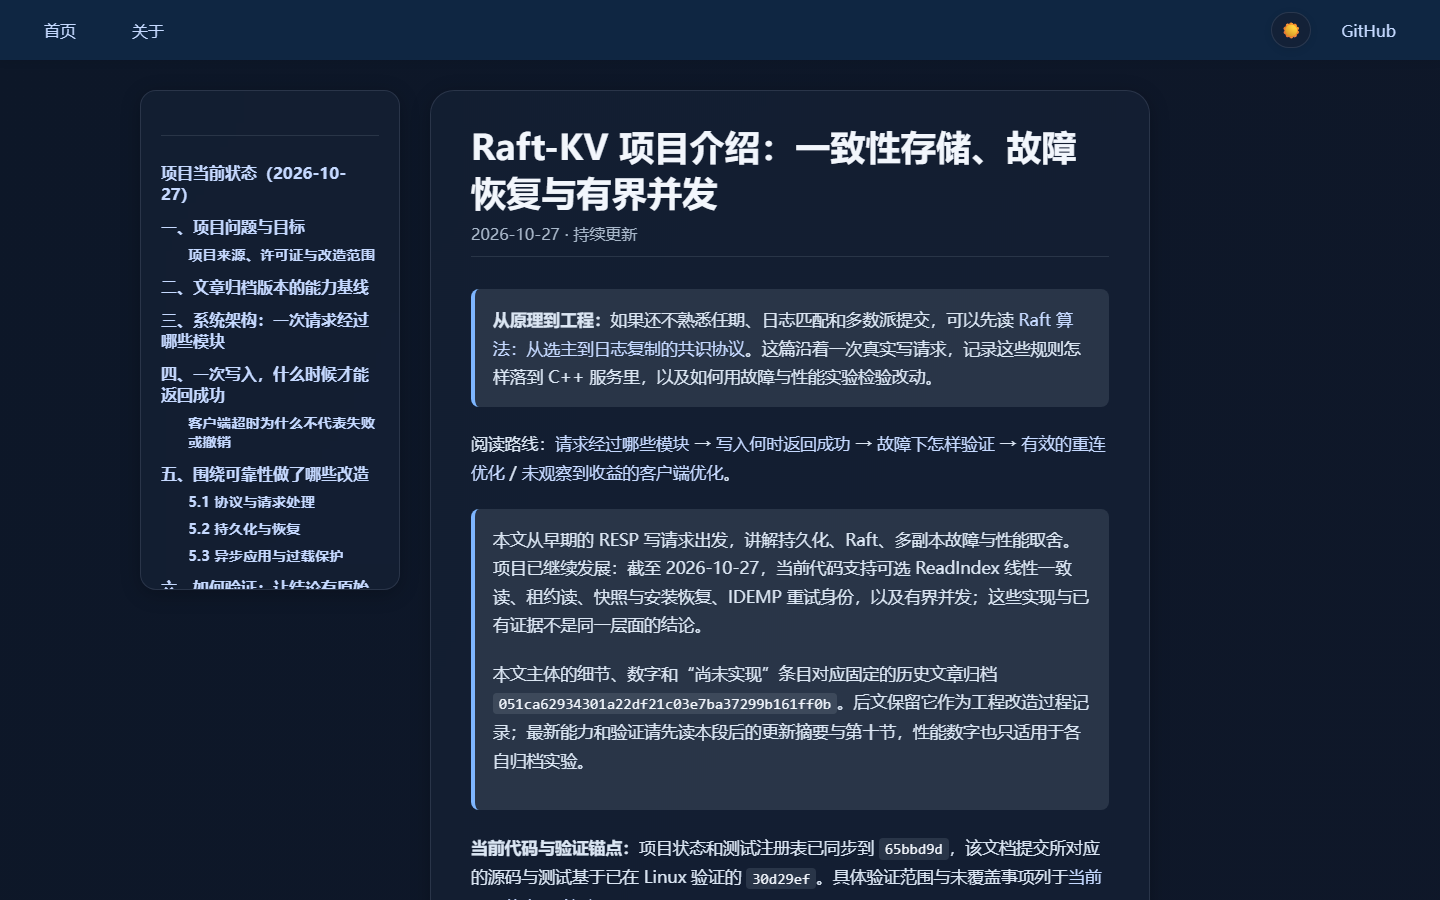 首页
关于
GitHub
项目当前状态（2026-10-
27）
一、项目问题与目标
项目来源、许可证与改造范围
二、文章归档版本的能力基线
三、系统架构：一次请求经过
哪些模块
四、一次写入，什么时候才能
返回成功
客户端超时为什么不代表失败
或撤销
五、围绕可靠性做了哪些改造
5.1 协议与请求处理
5.2 持久化与恢复
5.3 异步应用与过载保护
六、如何验证：让结论有原始
Raft-KV 项目介绍：一致性存储、故障
恢复与有界并发
2026-10-27 · 持续更新
从原理到工程：如果还不熟悉任期、日志匹配和多数派提交，可以先读 Raft 算
法：从选主到日志复制的共识协议。这篇沿着一次真实写请求，记录这些规则怎
样落到 C++ 服务里，以及如何用故障与性能实验检验改动。
阅读路线：请求经过哪些模块 → 写入何时返回成功 → 故障下怎样验证 → 有效的重连
优化 / 未观察到收益的客户端优化。
本文从早期的 RESP 写请求出发，讲解持久化、Raft、多副本故障与性能取舍。
项目已继续发展：截至 2026-10-27，当前代码支持可选 ReadIndex 线性一致
读、租约读、快照与安装恢复、IDEMP 重试身份，以及有界并发；这些实现与已
有证据不是同一层面的结论。
本文主体的细节、数字和“尚未实现”条目对应固定的历史文章归档
051ca62934301a22df21c03e7ba37299b161ff0b。后文保留它作为工程改造过程记
录；最新能力和验证请先读本段后的更新摘要与第十节，性能数字也只适用于各
自归档实验。
当前代码与验证锚点：项目状态和测试注册表已同步到 65bbd9d，该文档提交所对应
的源码与测试基于已在 Linux 验证的 30d29ef。具体验证范围与未覆盖事项列于当前